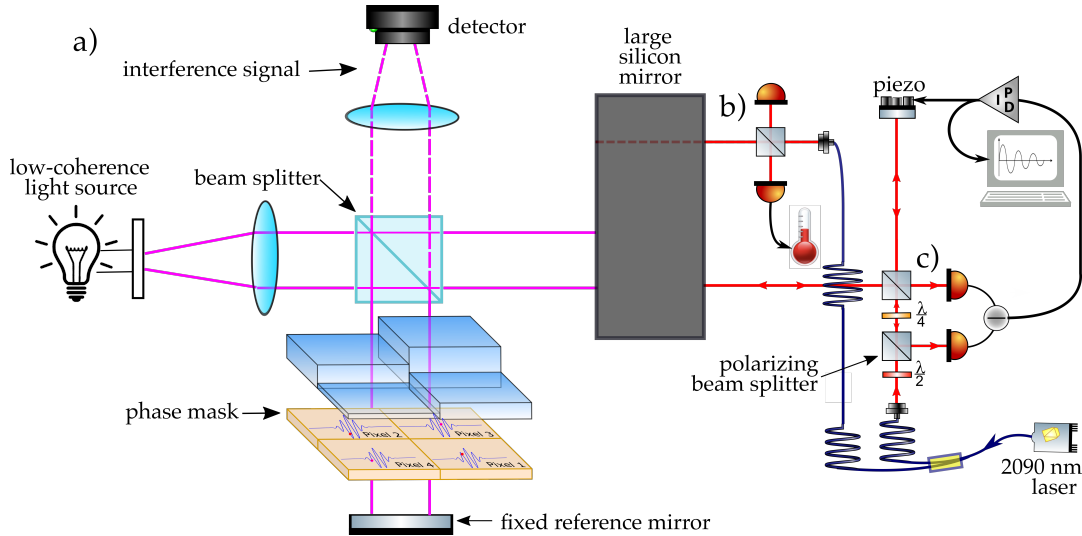 a)
detector
interference signal
low-coherence
light source
beam splitter
large
silicon
mirror
b)
piezo
P
I
D
c)
λ
4
polarizing
beam splitter
λ
2
phase mask
Pixel 2
Pixel 3
Pixel 4
Pixel 1
2090 nm
laser
fixed reference mirror